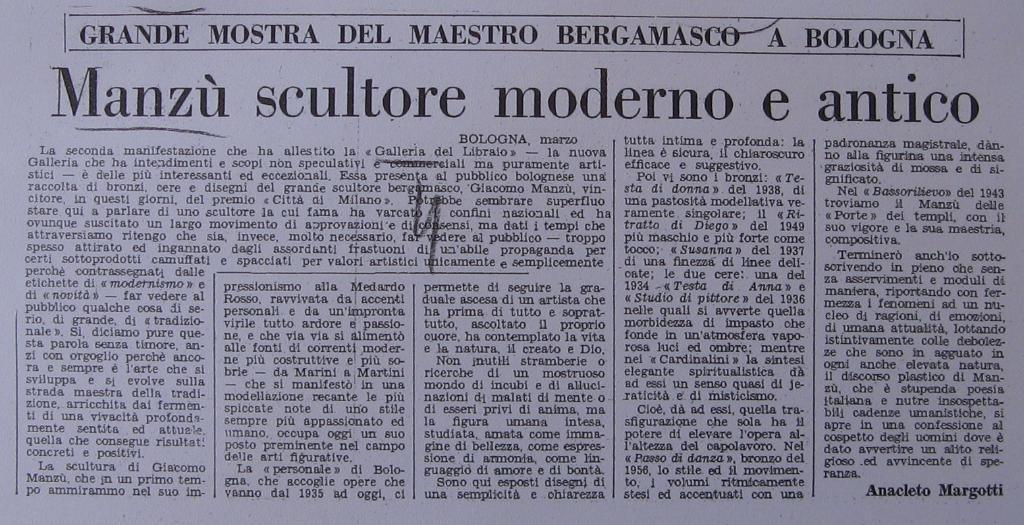 GRANDE MOSTRA DEL MAESTRO BERGAMASCO A BOLOGNA
Manzù scultore moderno e antico
BOLOGNA, marzo
La seconda manifestazione che ha allestito la « Galleria del Libraio » — la nuova
Galleria che ha intendimenti e scopi non speculativi e commerciali ma puramente arti-
stici — è delle più interessanti ed eccezionali. Essa presenta al pubblico bolognese una
raccolta di bronzi, cere e disegni del grande scultore bergamasco, Giacomo Manzù, vin-
citore, in questi giorni, del premio « Città di Milano ». Potrebbe sembrare superfluo
stare qui a parlare di uno scultore la cui fama ha varcato confini nazionali ed ha
ovunque suscitato un largo movimento di approvazioni e di consensi, ma dati i tempi che
attraversiamo ritengo che sia, invece, molto necessario, far vedere al pubblico — troppo
spesso attirato ed ingannato dagli assordanti frastuoni di un'abile propaganda per
certi sottoprodotti camuffati e spacciati per valori artistici unicamente e semplicemente
perchè contrassegnati dalle
etichette di « modernismo » e
di « novità » — far vedere al
pubblico qualche cosa di se-
rio, di grande, di « tradizio-
nale ». Sì, diciamo pure questa
parola senza timore, an-
zi con orgoglio perchè anco-
ra e sempre è l'arte che si
sviluppa e si evolve sulla
strada maestra della tradi-
zione, arricchita dai fermen-
ti di una vivacità profonda-
mente sentita ed attuale,
quella che consegue risultati
concreti e positivi.
La scultura di Giacomo
Manzù, che in un primo tem-
po ammirammo nel suo im-
pressionismo alla Medardo
Rosso, ravvivata da accenti
personali e da un'impronta
virile tutto ardore e passio-
ne, e che via via si alimentò
alle fonti di correnti moder-
ne più costruttive e più so-
brie — da Marini a Martini
— che si manifestò in una
modellazione recante le più
spiccate note di uno stile
sempre più appassionato ed
umano, occupa oggi un suo
posto preminente nel campo
delle arti figurative.
La « personale » di Bolo-
gna, che accoglie opere che
vanno dal 1935 ad oggi, ci
permette di seguire la gra-
duale ascesa di un artista che
ha prima di tutto e soprat-
tutto, ascoltato il proprio
cuore, ha contemplato la vita
e la natura, il creato e Dio.
Non inutili stranberie o
ricerche di un mostruoso
mondo di incubi e di alluci-
nazioni di malati di mente o
di esseri privi di anima, ma
la figura umana intesa,
studiata, amata come imma-
gine di bellezza, come espres-
sione di armonia, come lin-
guaggio di amore e di bontà.
Sono qui esposti disegni di
una semplicità e chiarezza
tutta intima e profonda: la
linea è sicura, il chiaroscuro
efficace e suggestivo.
Poi vi sono i bronzi: « Te-
sta di donna » del 1938, di
una pastosità modellativa ve-
ramente singolare; il « Ri-
tratto di Diego » del 1949
più maschio e più forte come
tocco; « Susanna » del 1937
di una finezza di linee deli-
cate; le due cere: una del
1934 « Testa di Anna » e
« Studio di pittore » del 1936
nelle quali si avverte quella
morbidezza di impasto che
fonde in un'atmosfera vapo-
rosa luci ed ombre; mentre
nei « Cardinalini » la sintesi
elegante spiritualistica dà
ad essi un senso quasi di je-
raticità e di misticismo.
Cioè, dà ad essi, quella tra-
sfigurazione che sola ha il
potere di elevare l'opera al-
l'altezza del capolavoro. Nel
« Passo di danza », bronzo del
1956, lo stile ed il movimen-
to, i volumi ritmicamente
stesi ed accentuati con una
padronanza magistrale, dàn-
no alla figurina una intensa
graziosità di mossa e di si-
gnificato.
Nel « Bassorilievo » del 1943
troviamo il Manzù delle
« Porte » dei templi, con il
suo vigore e la sua maestria,
compositiva.
Terminerò anch'io sotto-
scrivendo in pieno che sen-
za asservimenti e moduli di
maniera, riportando con fer-
mezza i fenomeni ad un nu-
cleo di ragioni, di emozioni,
di umana attualità, lottando
istintivamente colle debolez-
ze che sono in agguato in
ogni anche elevata natura,
il discorso plastico di Man-
zù, che è stupenda poesia
italiana e nutre insospetta-
bili cadenze umanistiche, si
apre in una confessione al
cospetto degli uomini dove è
dato avvertire un alito reli-
gioso ed avvincente di spe-
ranza.
Anacleto Margotti